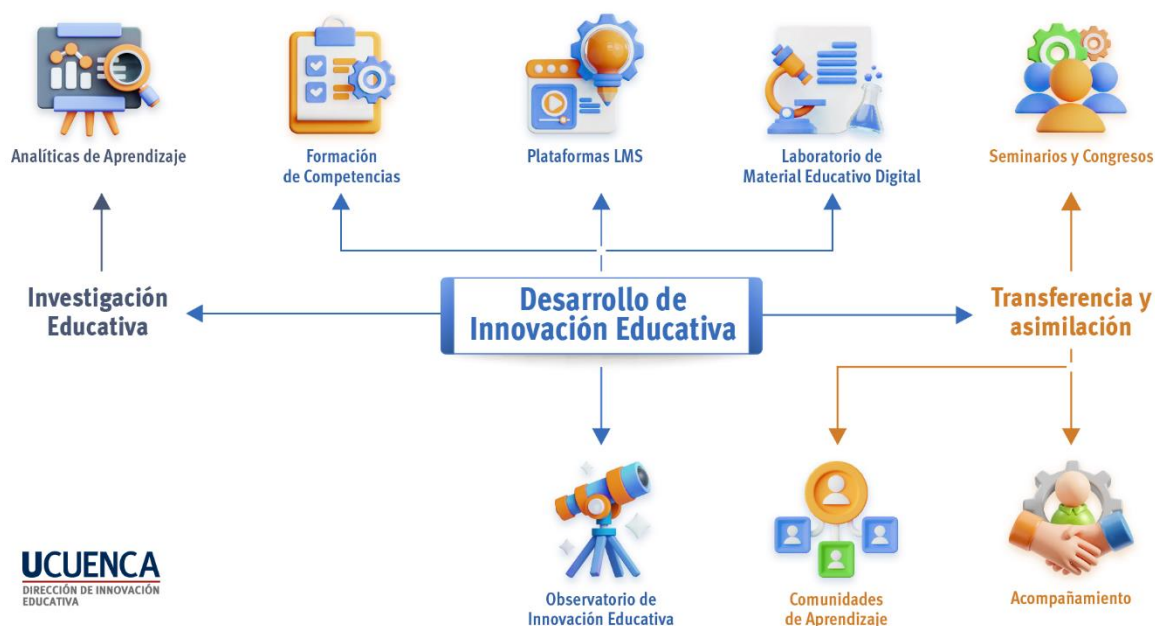 Analíticas de Aprendizaje
Formación
de Competencias
Plataformas LMS
Laboratorio de
Material Educativo Digital
Seminarios y Congresos
Investigación
Educativa
Desarrollo de
Innovación Educativa
Transferencia y
asimilación
Observatorio de
Innovación Educativa
Comunidades
de Aprendizaje
Acompañamiento
UCUENCA
DIRECCIÓN DE INNOVACIÓN
EDUCATIVA